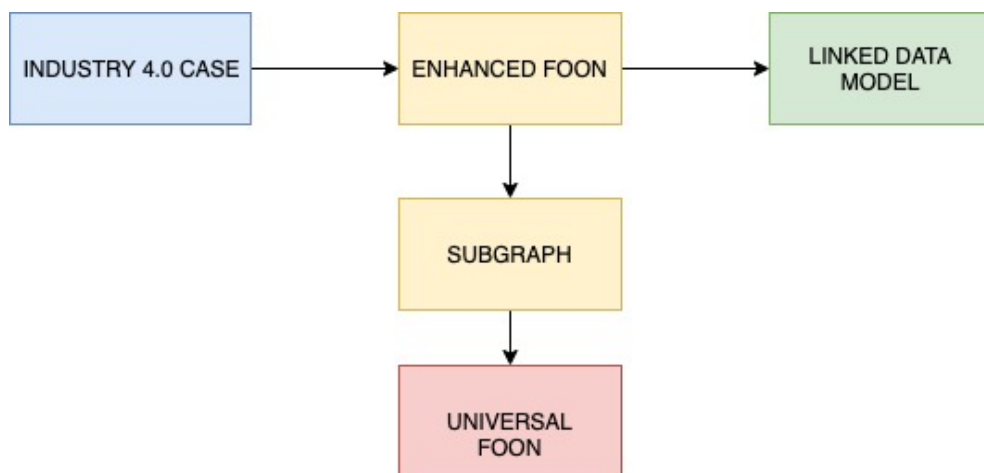 INDUSTRY 4.0 CASE
ENHANCED FOON
LINKED DATA
MODEL
SUBGRAPH
UNIVERSAL
FOON